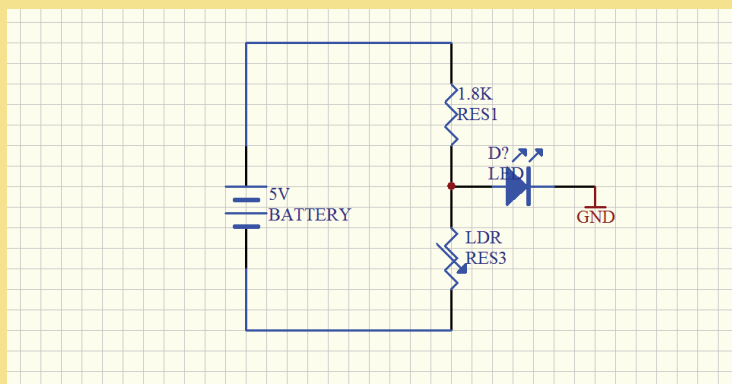 1.8K
RES1
D?
LED
5V
BATTERY
GND
LDR
RES3